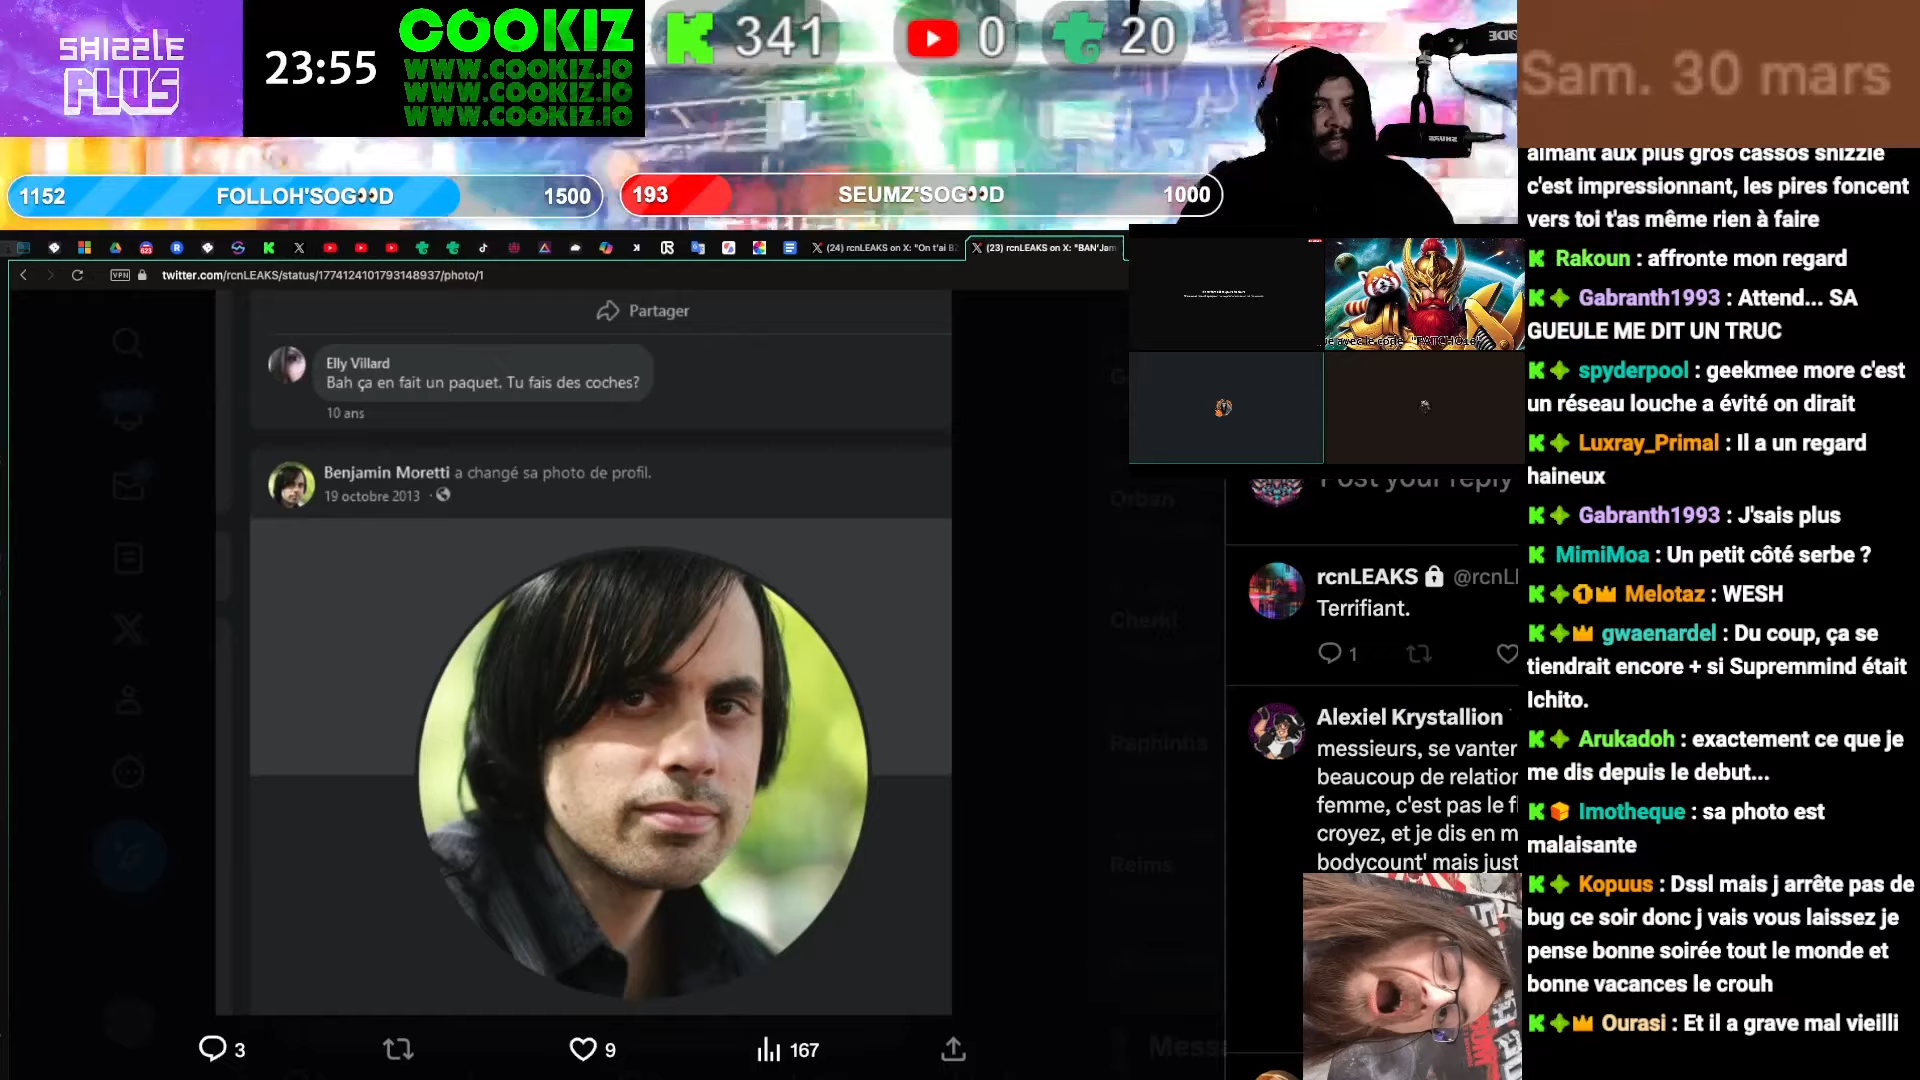 SHIZZLE
PLUS
23:55
COOKIZ
WWW.COOKIZ.IO
WWW.COOKIZ.IO
WWW.COOKIZ.IO
341
0
20
Sam. 30 mars
1152 FOLLOH'SOG👀D 1500
193 SEUMZ'SOG👀D 1000
(24) rcnLEAKS on X: "On t'ai B
(23) rcnLEAKS on X: "BAN'Jam
VPN
twitter.com/rcnLEAKS/status/1774124101793148937/photo/1
Partager
Elly Villard
Bah ça en fait un paquet. Tu fais des coches?
10 ans
Benjamin Moretti a changé sa photo de profil.
19 octobre 2013
3
9
167
Orban
Cherki
Raphinha
Reims
Mess
Post your reply
rcnLEAKS @rcnL
Terrifiant.
1
Alexiel Krystallion
messieurs, se vanter
beaucoup de relation
femme, c'est pas le f
croyez, et je dis en m
bodycount' mais just
aimant aux plus gros cassos shizzle
c'est impressionnant, les pires foncent
vers toi t'as même rien à faire
Rakoun : affronte mon regard
Gabranth1993 : Attend... SA
GUEULE ME DIT UN TRUC
spyderpool : geekmee more c'est
un réseau louche a évité on dirait
Luxray_Primal : Il a un regard
haineux
Gabranth1993 : J'sais plus
MimiMoa : Un petit côté serbe ?
Melotaz : WESH
gwaenardel : Du coup, ça se
tiendrait encore + si Supremmind était
Ichito.
Arukadoh : exactement ce que je
me dis depuis le debut...
Imotheque : sa photo est
malaisante
Kopuus : Dssl mais j arrête pas de
bug ce soir donc j vais vous laissez je
pense bonne soirée tout le monde et
bonne vacances le crouh
Ourasi : Et il a grave mal vieilli